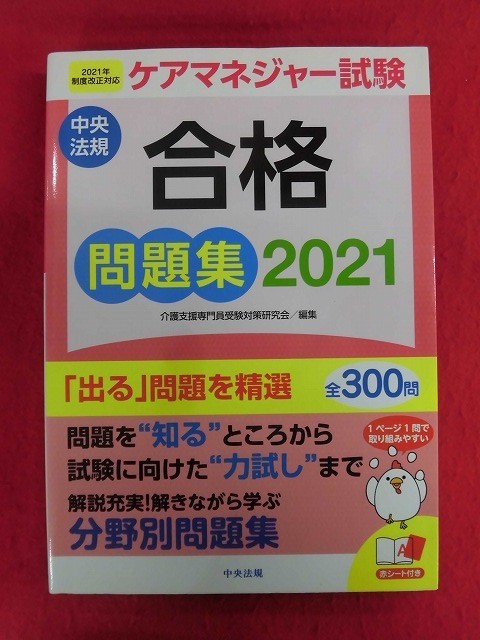 2021年
制度改正対応
ケアマネジャー試験
中央
法規
合格
問題集2021
介護支援専門員受験対策研究会／編集
「出る」問題を精選
全300問
問題を“知る”ところから
試験に向けた“力試し”まで
1ページ1問で
取り組みやすい
解説充実！解きながら学ぶ
分野別問題集
A
赤シート付き
中央法規